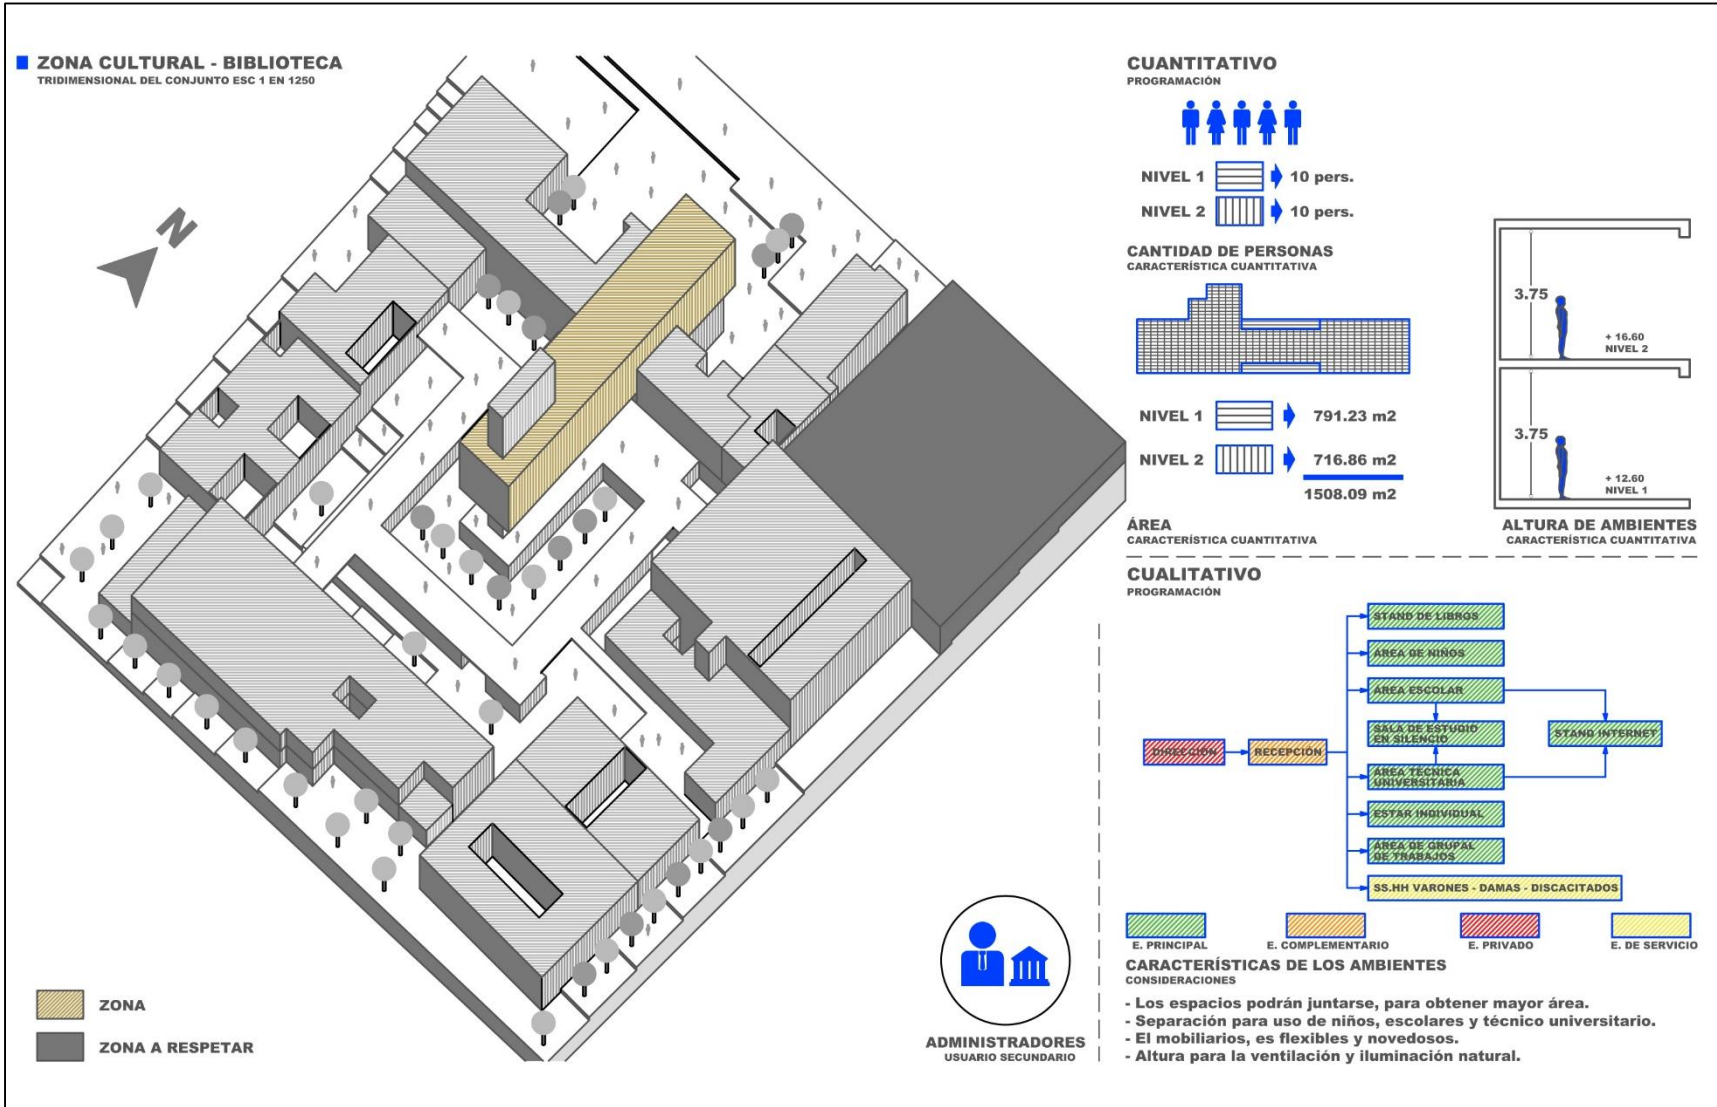 ZONA CULTURAL - BIBLIOTECA
TRIDIMENSIONAL DEL CONJUNTO ESC 1 EN 1250
N
ZONA
ZONA A RESPETAR
ADMINISTRADORES
USUARIO SECUNDARIO
CUANTITATIVO
PROGRAMACIÓN
NIVEL 1
10 pers.
NIVEL 2
10 pers.
CANTIDAD DE PERSONAS
CARACTERÍSTICA CUANTITATIVA
NIVEL 1
791.23 m2
NIVEL 2
716.86 m2
1508.09 m2
ÁREA
CARACTERÍSTICA CUANTITATIVA
3.75
+ 16.60
NIVEL 2
3.75
+ 12.60
NIVEL 1
ALTURA DE AMBIENTES
CARACTERÍSTICA CUANTITATIVA
CUALITATIVO
PROGRAMACIÓN
STAND DE LIBROS
ÁREA DE NIÑOS
ÁREA ESCOLAR
SALA DE ESTUDIO
EN SILENCIO
STAND INTERNET
DIRECCIÓN
RECEPCIÓN
ÁREA TÉCNICA
UNIVERSITARIA
ESTAR INDIVIDUAL
ÁREA DE GRUPAL
DE TRABAJOS
SS.HH VARONES - DAMAS - DISCACITADOS
E. PRINCIPAL
E. COMPLEMENTARIO
E. PRIVADO
E. DE SERVICIO
CARACTERÍSTICAS DE LOS AMBIENTES
CONSIDERACIONES
- Los espacios podrán juntarse, para obtener mayor área.
- Separación para uso de niños, escolares y técnico universitario.
- El mobiliarios, es flexibles y novedosos.
- Altura para la ventilación y iluminación natural.